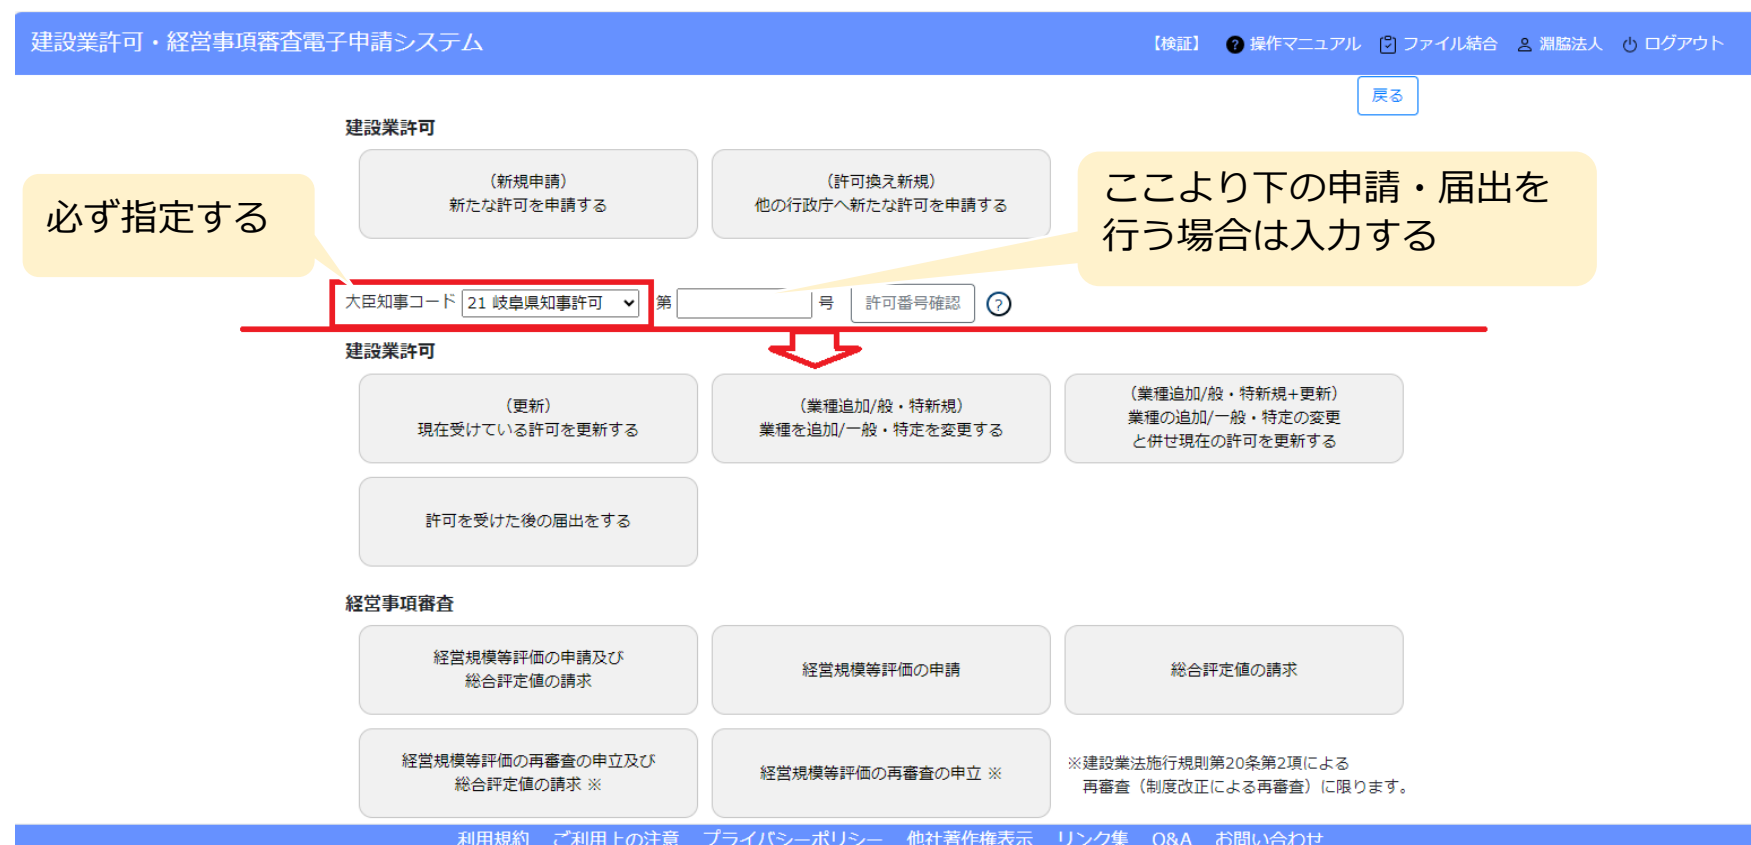 建設業許可・経営事項審査電子申請システム
【検証】 操作マニュアル ファイル結合 淵脇法人 ログアウト
戻る
建設業許可
（新規申請）
新たな許可を申請する
（許可換え新規）
他の行政庁へ新たな許可を申請する
必ず指定する
ここより下の申請・届出を
行う場合は入力する
大臣知事コード 21 岐阜県知事許可 第 号 許可番号確認 ?
建設業許可
（更新）
現在受けている許可を更新する
（業種追加/般・特新規）
業種を追加/一般・特定を変更する
（業種追加/般・特新規+更新）
業種の追加/一般・特定の変更
と併せ現在の許可を更新する
許可を受けた後の届出をする
経営事項審査
経営規模等評価の申請及び
総合評定値の請求
経営規模等評価の申請
総合評定値の請求
経営規模等評価の再審査の申立及び
総合評定値の請求 ※
経営規模等評価の再審査の申立 ※
※建設業法施行規則第20条第2項による
再審査（制度改正による再審査）に限ります。
利用規約 ご利用上の注意 プライバシーポリシー 他社著作権表示 リンク集 Q&A お問い合わせ